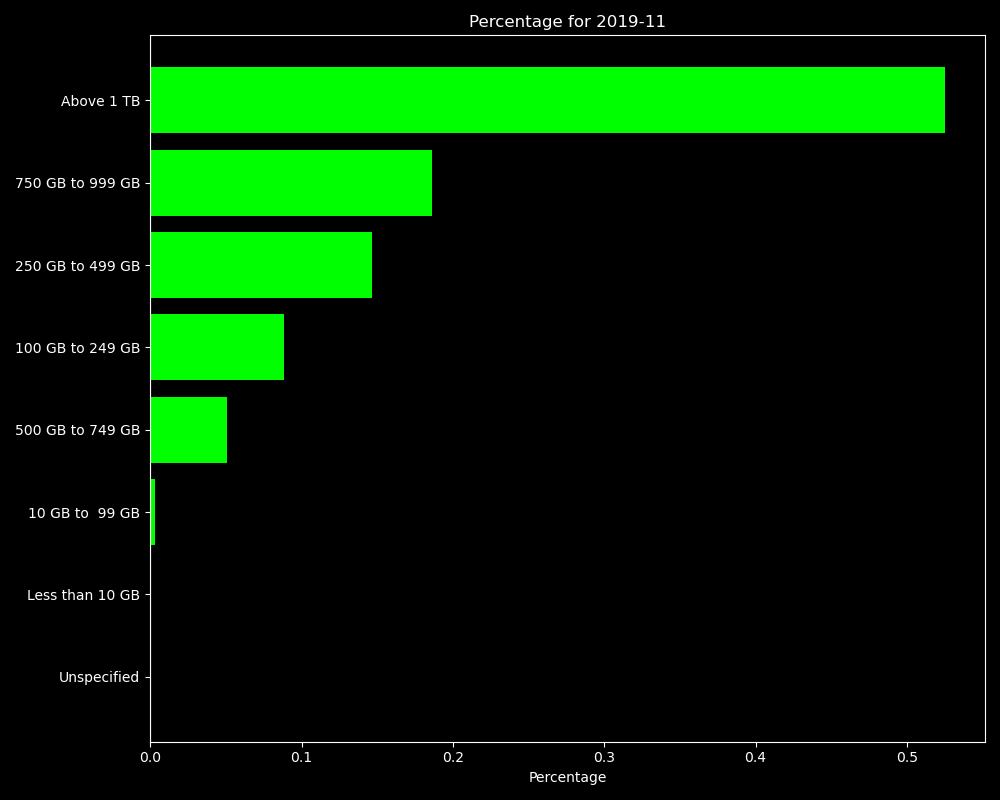 Percentage for 2019-11
Above 1 TB
750 GB to 999 GB
250 GB to 499 GB
100 GB to 249 GB
500 GB to 749 GB
10 GB to  99 GB
Less than 10 GB
Unspecified
0.0 0.1 0.2 0.3 0.4 0.5
Percentage